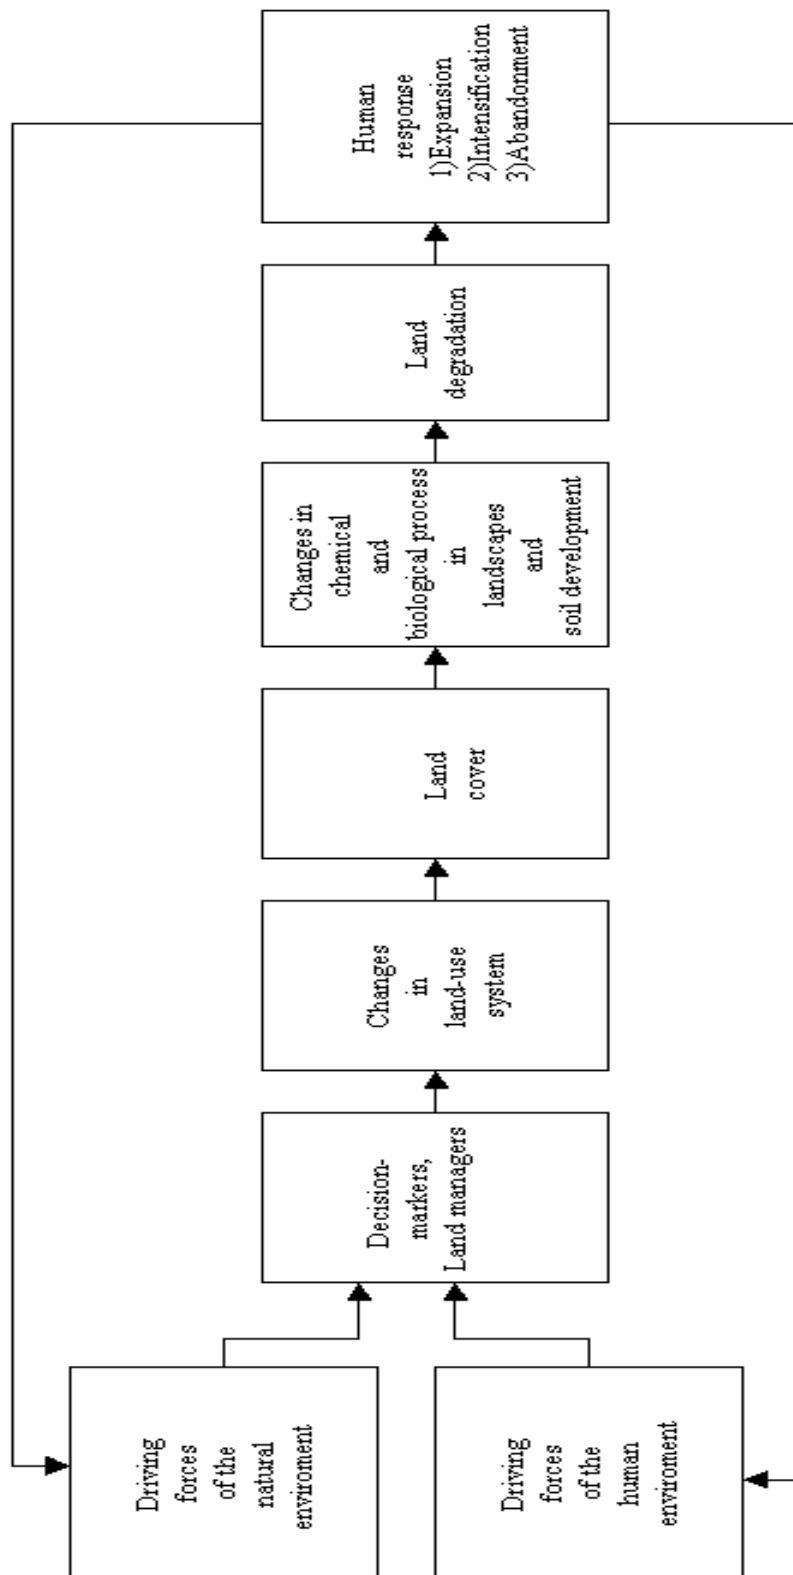 Driving
forces
of the
natural
enviroment
Driving
forces
of the
human
enviroment
Decision-
markers,
Land managers
Changes
in
land-use
system
Land
cover
Changes in
chemical
and
biological process
in
landscapes
and
soil development
Land
degradation
Human
response
1)Expansion
2)Intensification
3)Abandonment